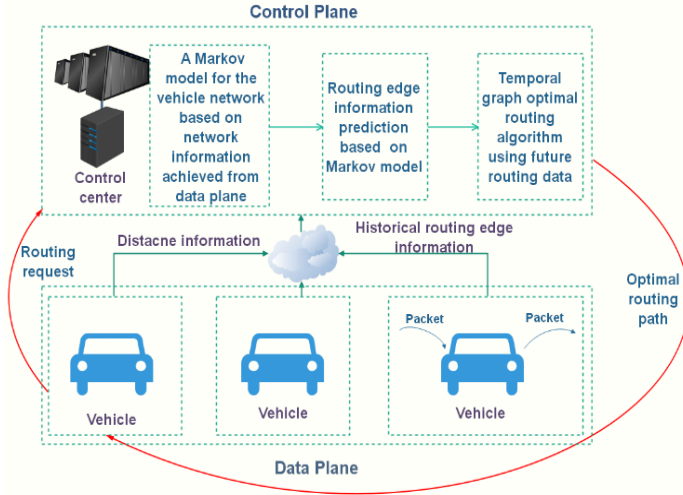 Control Plane
A Markov
model for the
vehicle network
based on
network
information
achieved from
data plane
Routing edge
information
prediction
based on
Markov model
Temporal
graph optimal
routing
algorithm
using future
routing data
Control
center
Routing
request
Distacne information
Historical routing edge
information
Optimal
routing
path
Vehicle
Vehicle
Packet
Packet
Vehicle
Data Plane